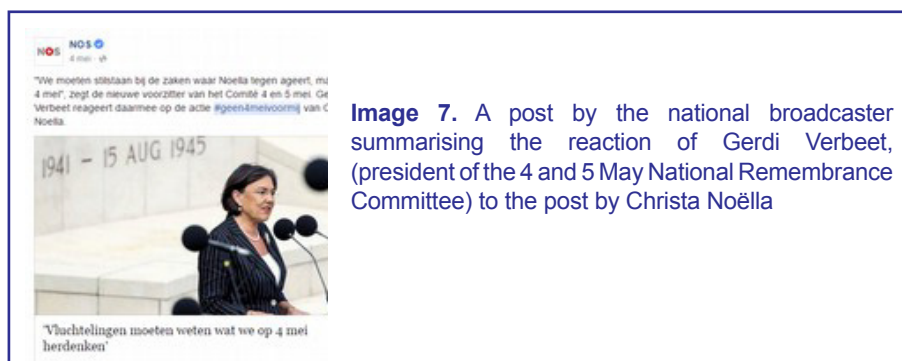 NOS
NOS
4 mei
"We moeten stilstaan bij de zaken waar Noella tegen ageert, ma
4 mei", zegt de nieuwe voorzitter van het Comité 4 en 5 mei. Ge
Verbeet reageert daarmee op de actie #geen4meivoormij van C
Noella.
1941 – 15 AUG 1945
'Vluchtelingen moeten weten wat we op 4 mei
herdenken'
Image 7. A post by the national broadcaster
summarising the reaction of Gerdi Verbeet,
(president of the 4 and 5 May National Remembrance
Committee) to the post by Christa Noëlla